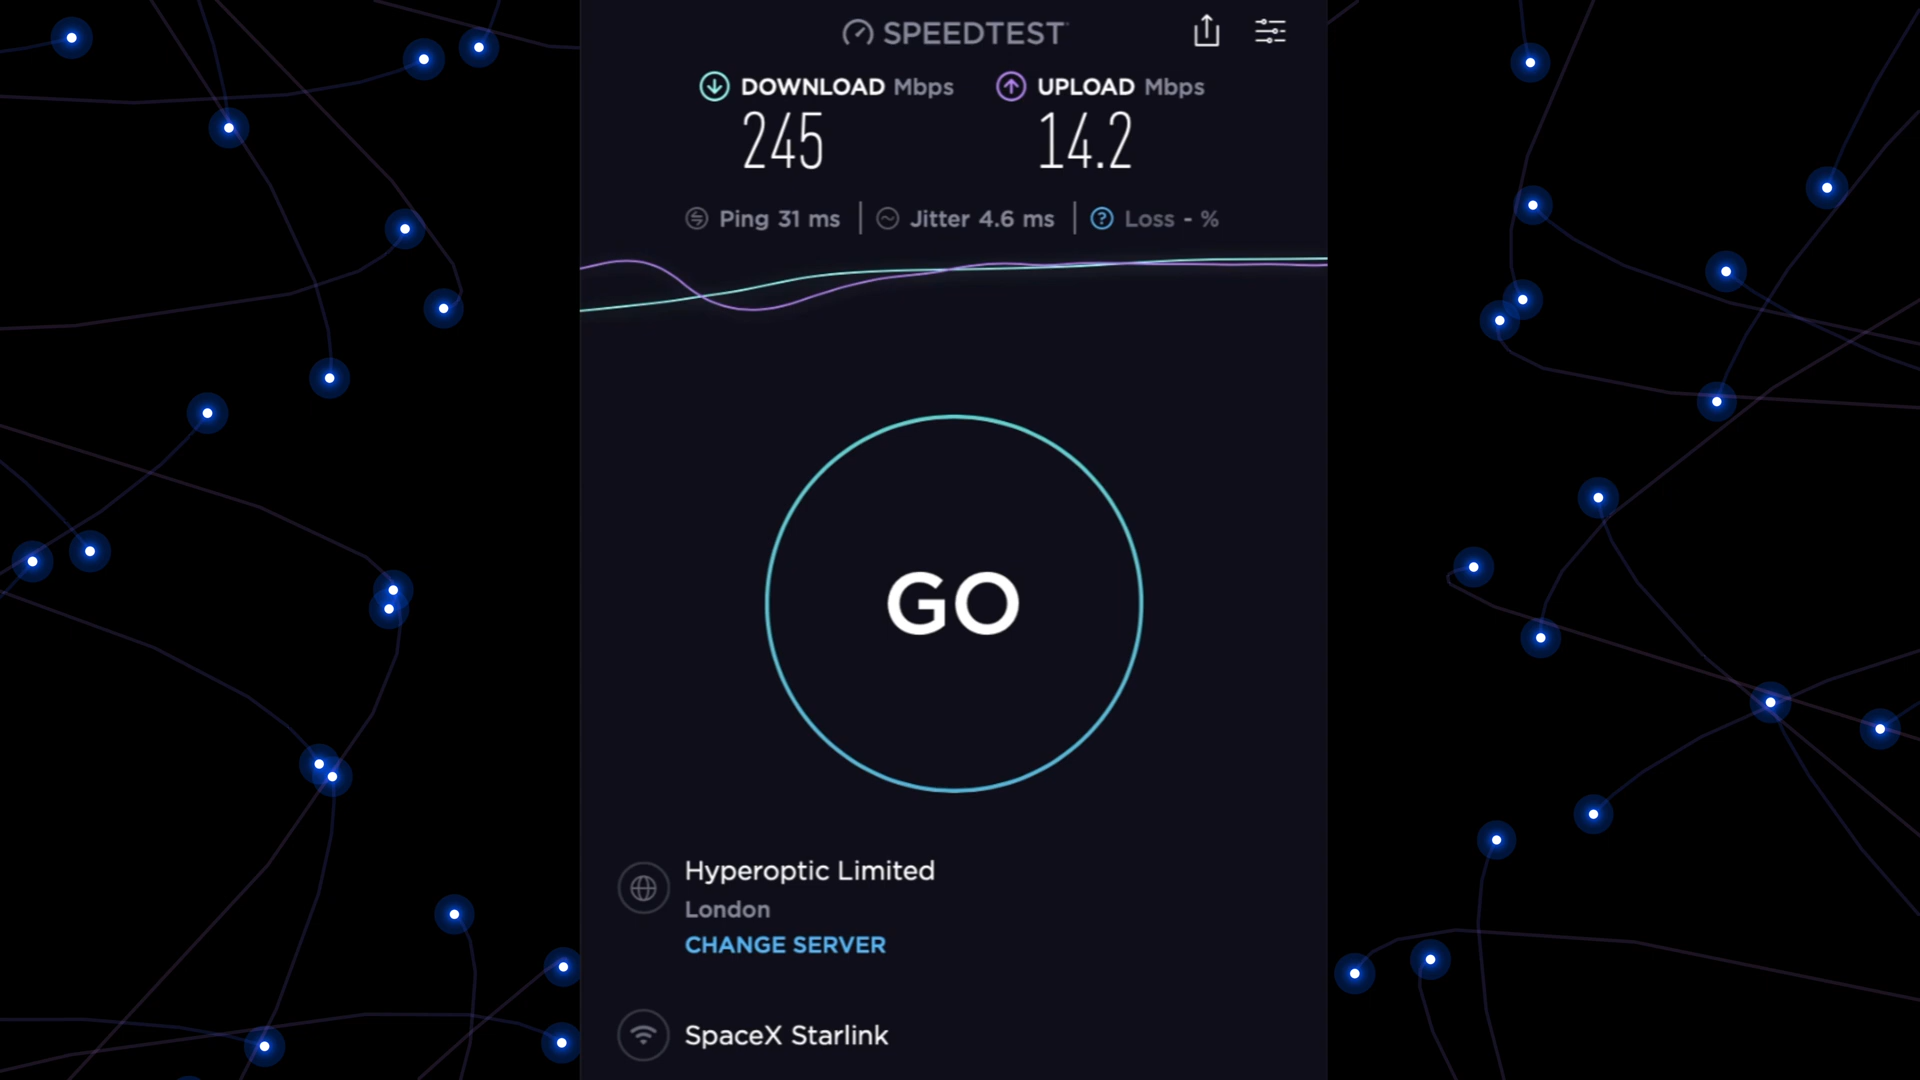 SPEEDTEST
DOWNLOAD Mbps UPLOAD Mbps
245 14.2
Ping 31 ms Jitter 4.6 ms ? Loss - %
GO
Hyperoptic Limited
London
CHANGE SERVER
SpaceX Starlink